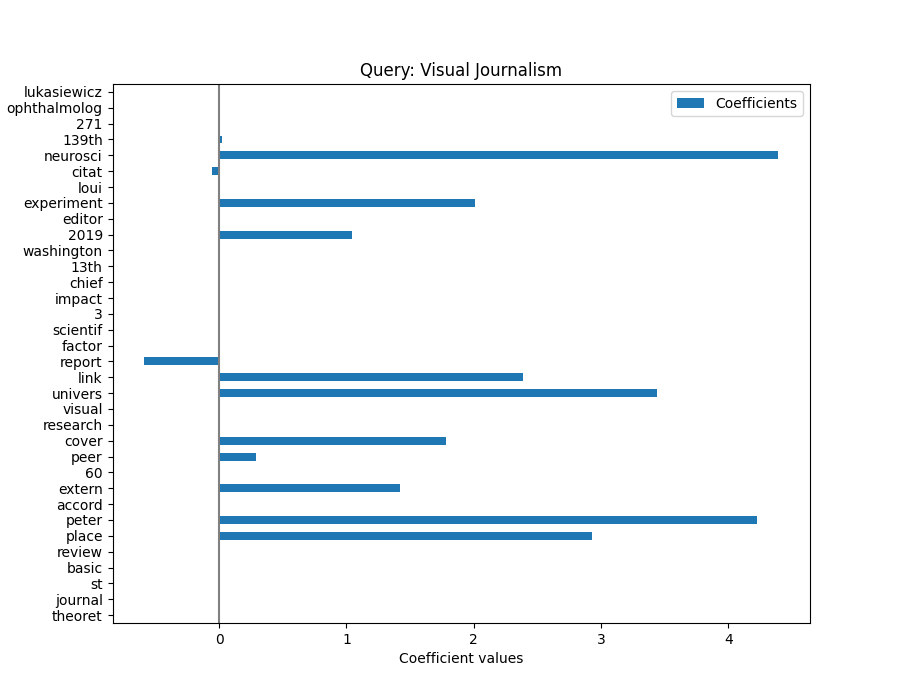 Query: Visual Journalism
Coefficients
lukasiewicz
ophthalmolog
271
139th
neurosci
citat
loui
experiment
editor
2019
washington
13th
chief
impact
3
scientif
factor
report
link
univers
visual
research
cover
peer
60
extern
accord
peter
place
review
basic
st
journal
theoret
0 1 2 3 4
Coefficient values